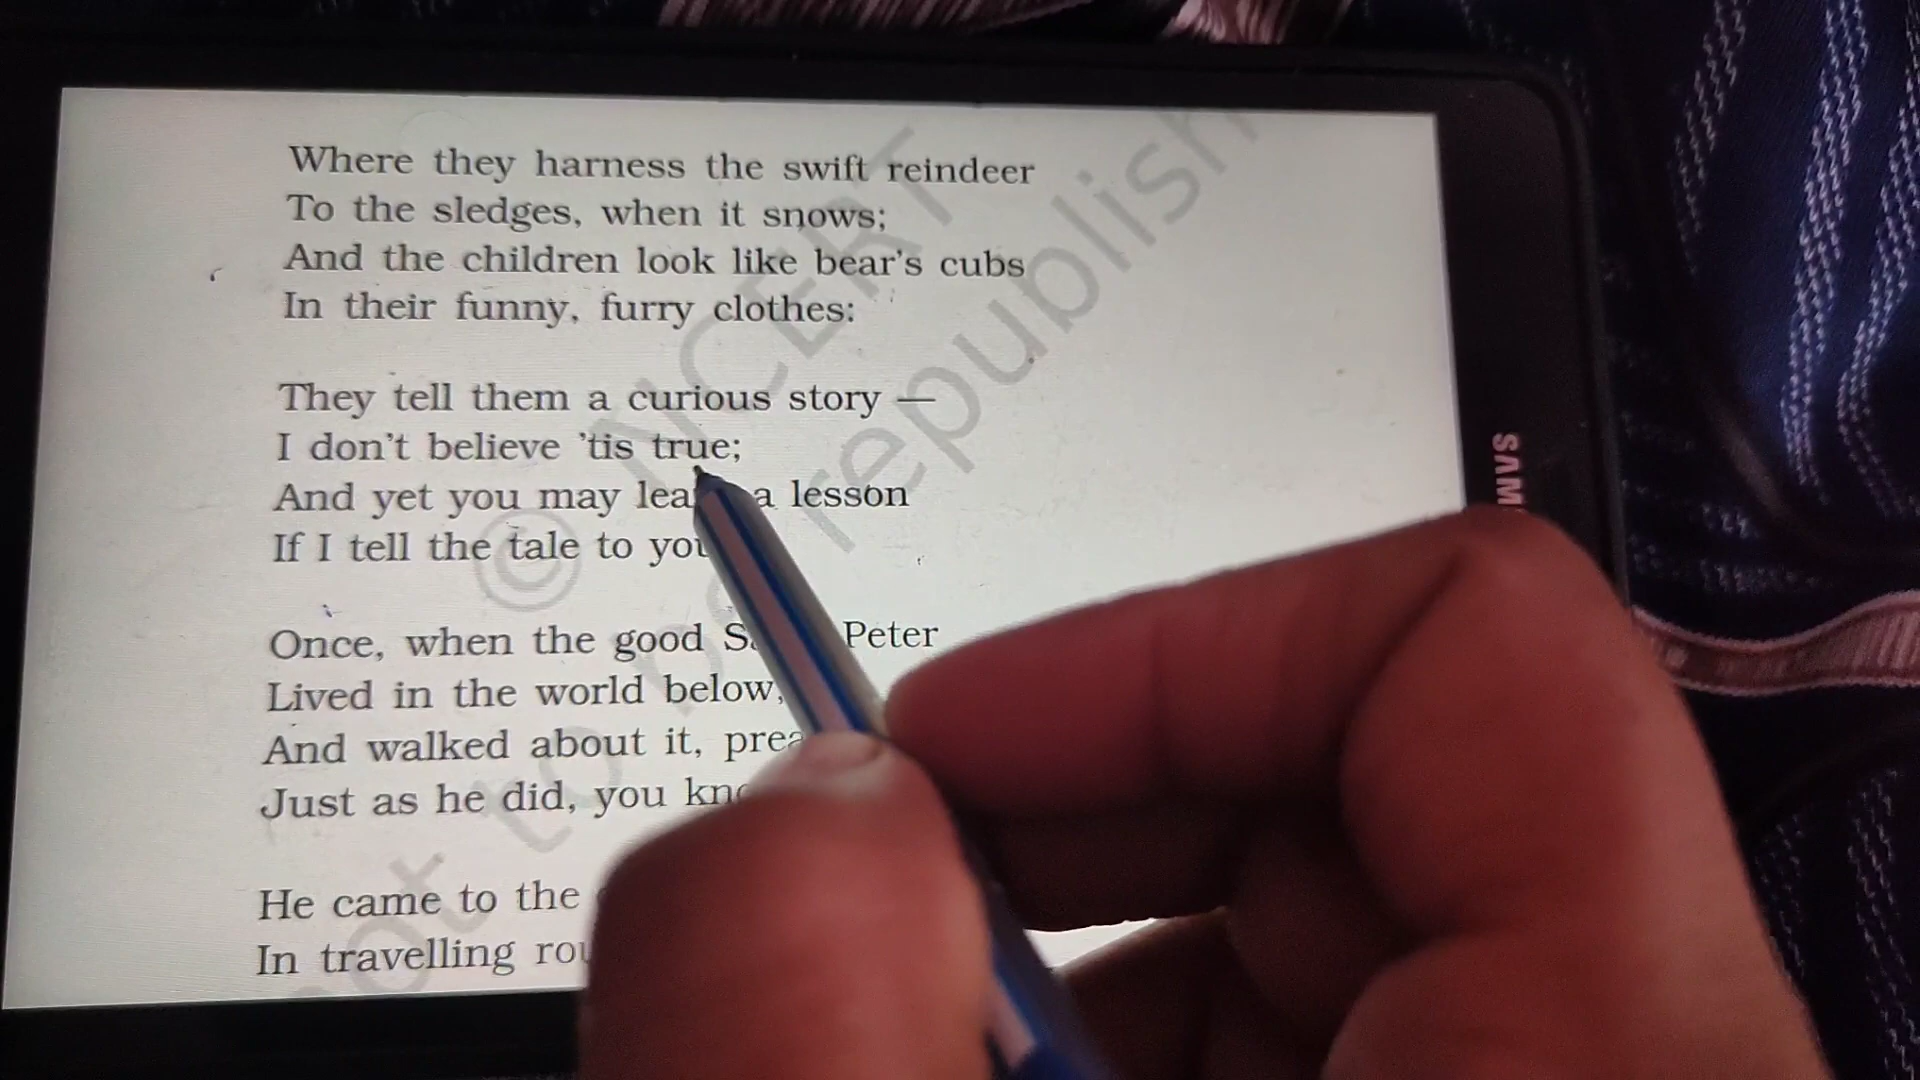 Where they harness the swift reindeer
To the sledges, when it snows;
And the children look like bear's cubs
In their funny, furry clothes:
They tell them a curious story —
I don't believe 'tis true;
And yet you may a lesson
If I tell the tale to
Once, when the good Peter
Lived in the world below,
And walked about it,
Just as he did, you
He came to the
In travelling
© NCERT
not to republish
SAM